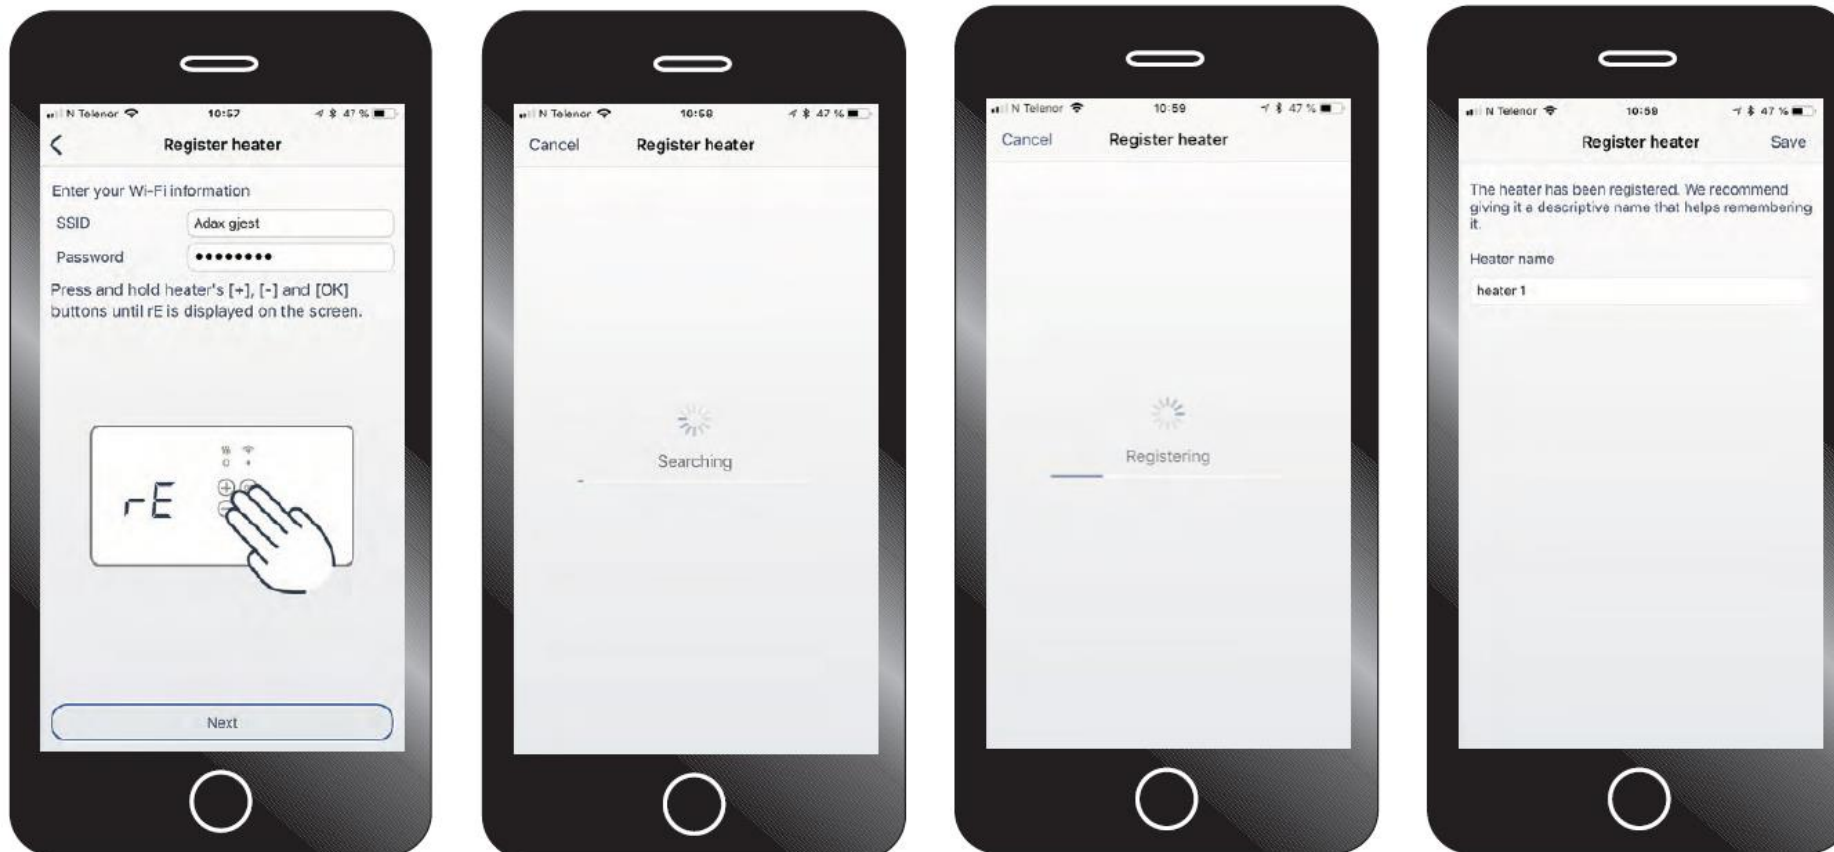 N Telenor 10:57 47 %
Register heater
Enter your Wi-Fi information
SSID Adax gjest
Password ••••••••
Press and hold heater's [+], [-] and [OK]
buttons until rE is displayed on the screen.
rE
Next
N Telenor 10:58 47 %
Cancel Register heater
Searching
N Telenor 10:59 47 %
Cancel Register heater
Registering
N Telenor 10:59 47 %
Register heater Save
The heater has been registered. We recommend
giving it a descriptive name that helps remembering
it.
Heater name
heater 1